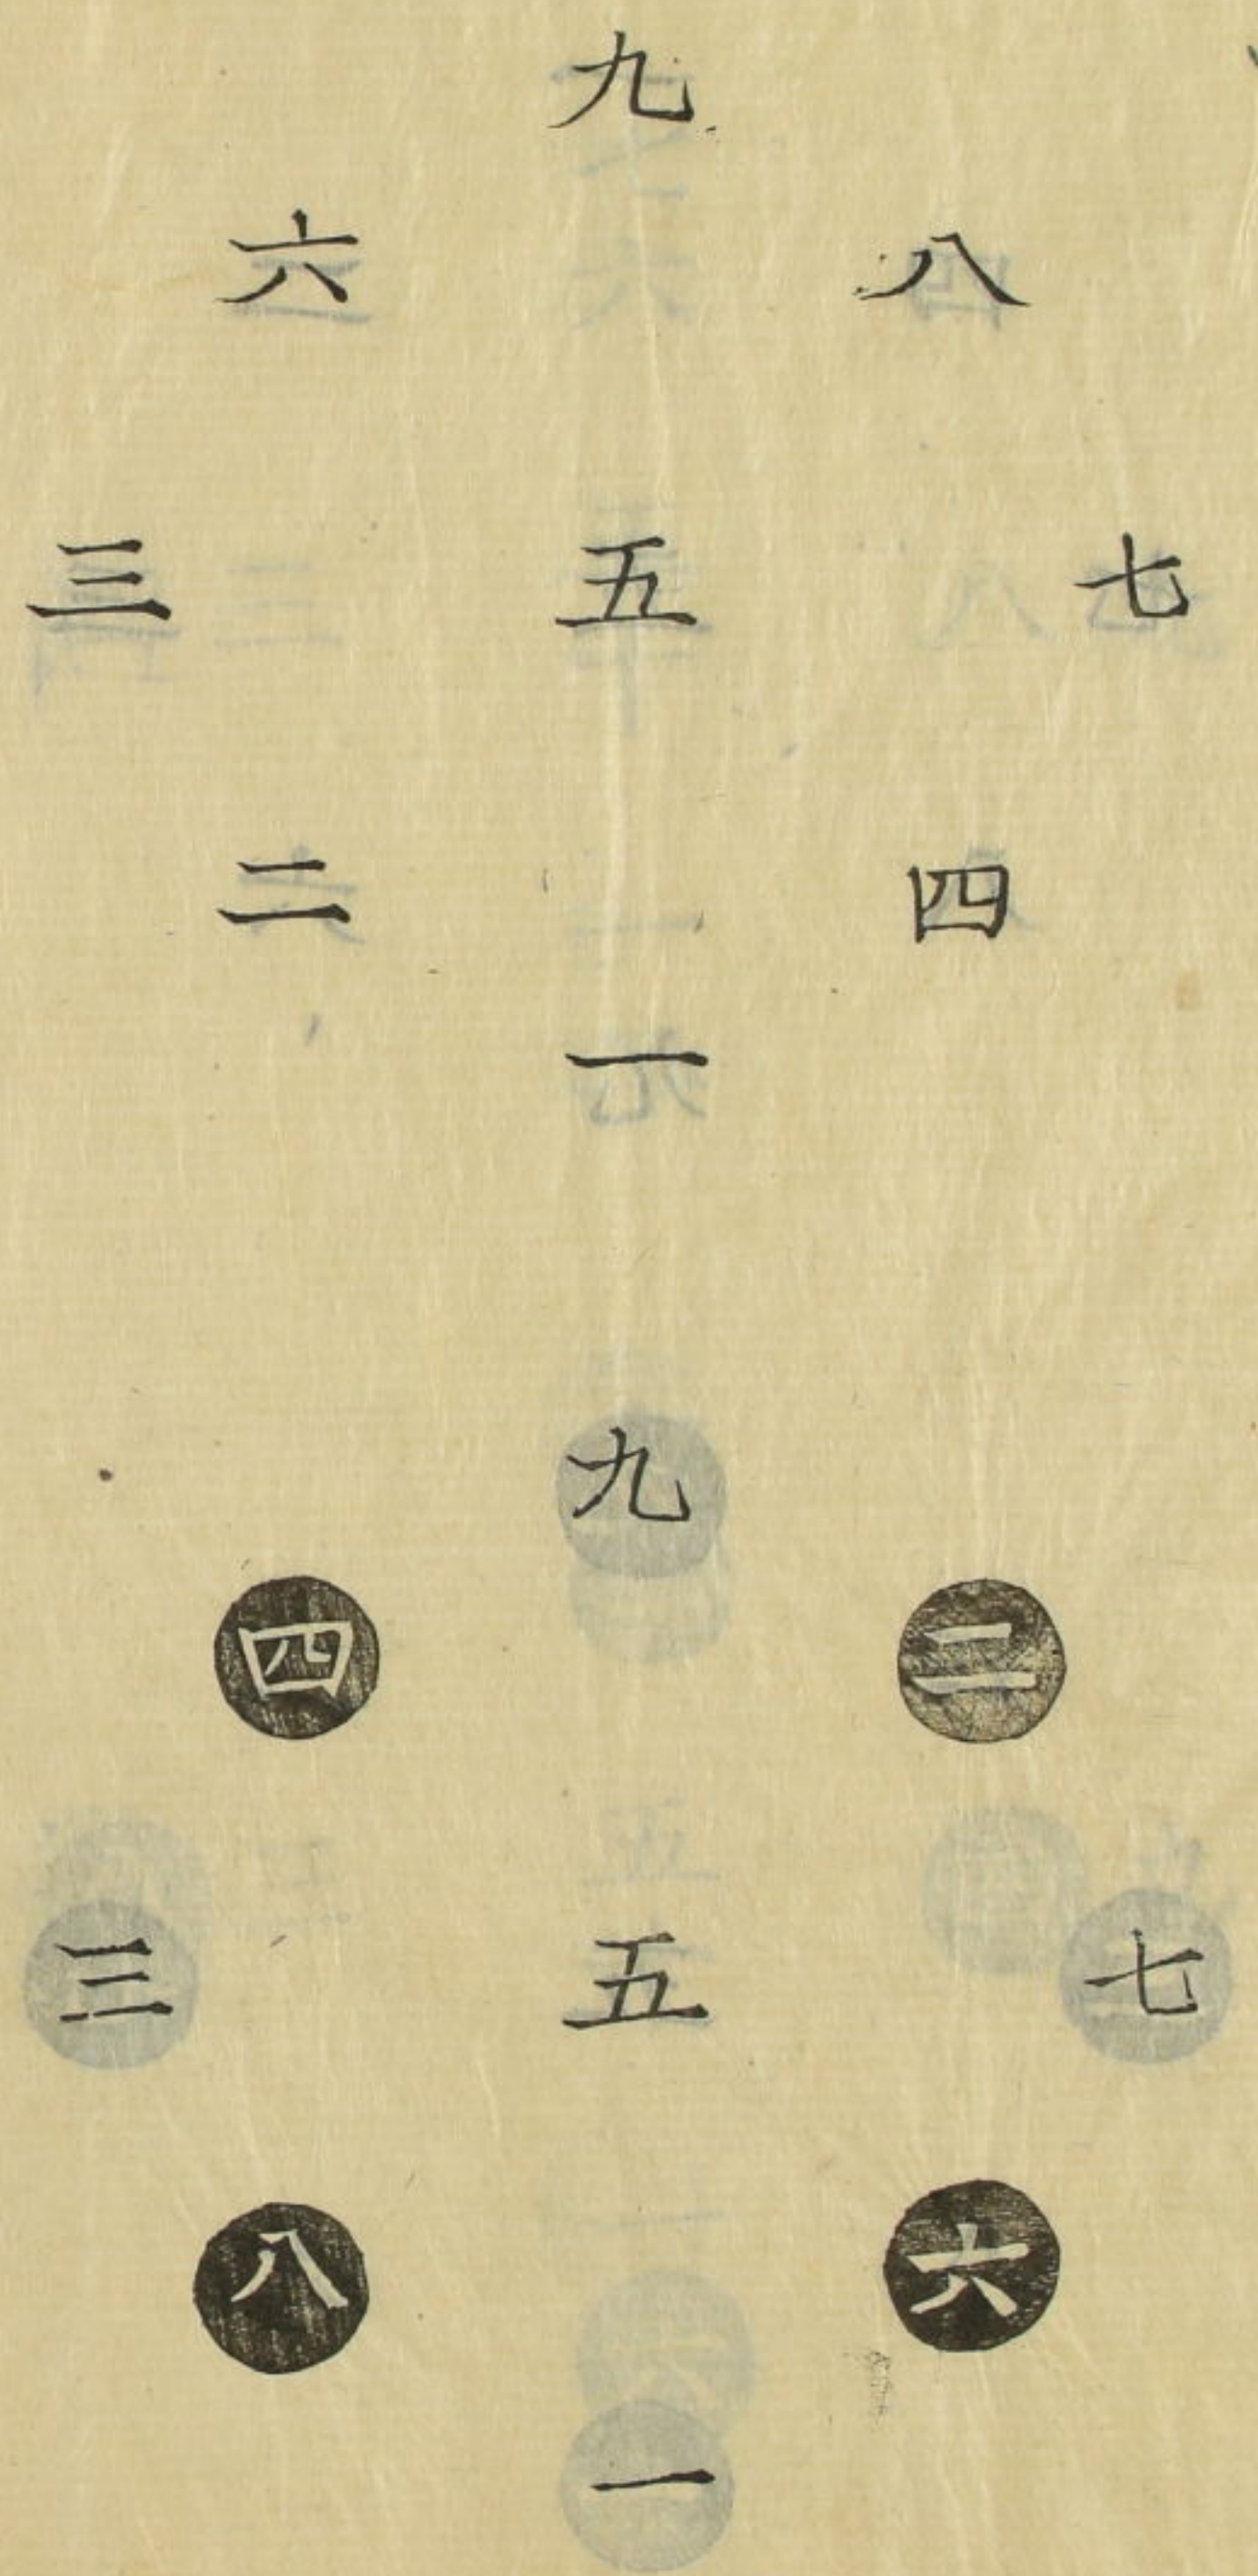 九
八 六
七 五 三
四 二
一
九
二 四
七 五 三
六 八
一